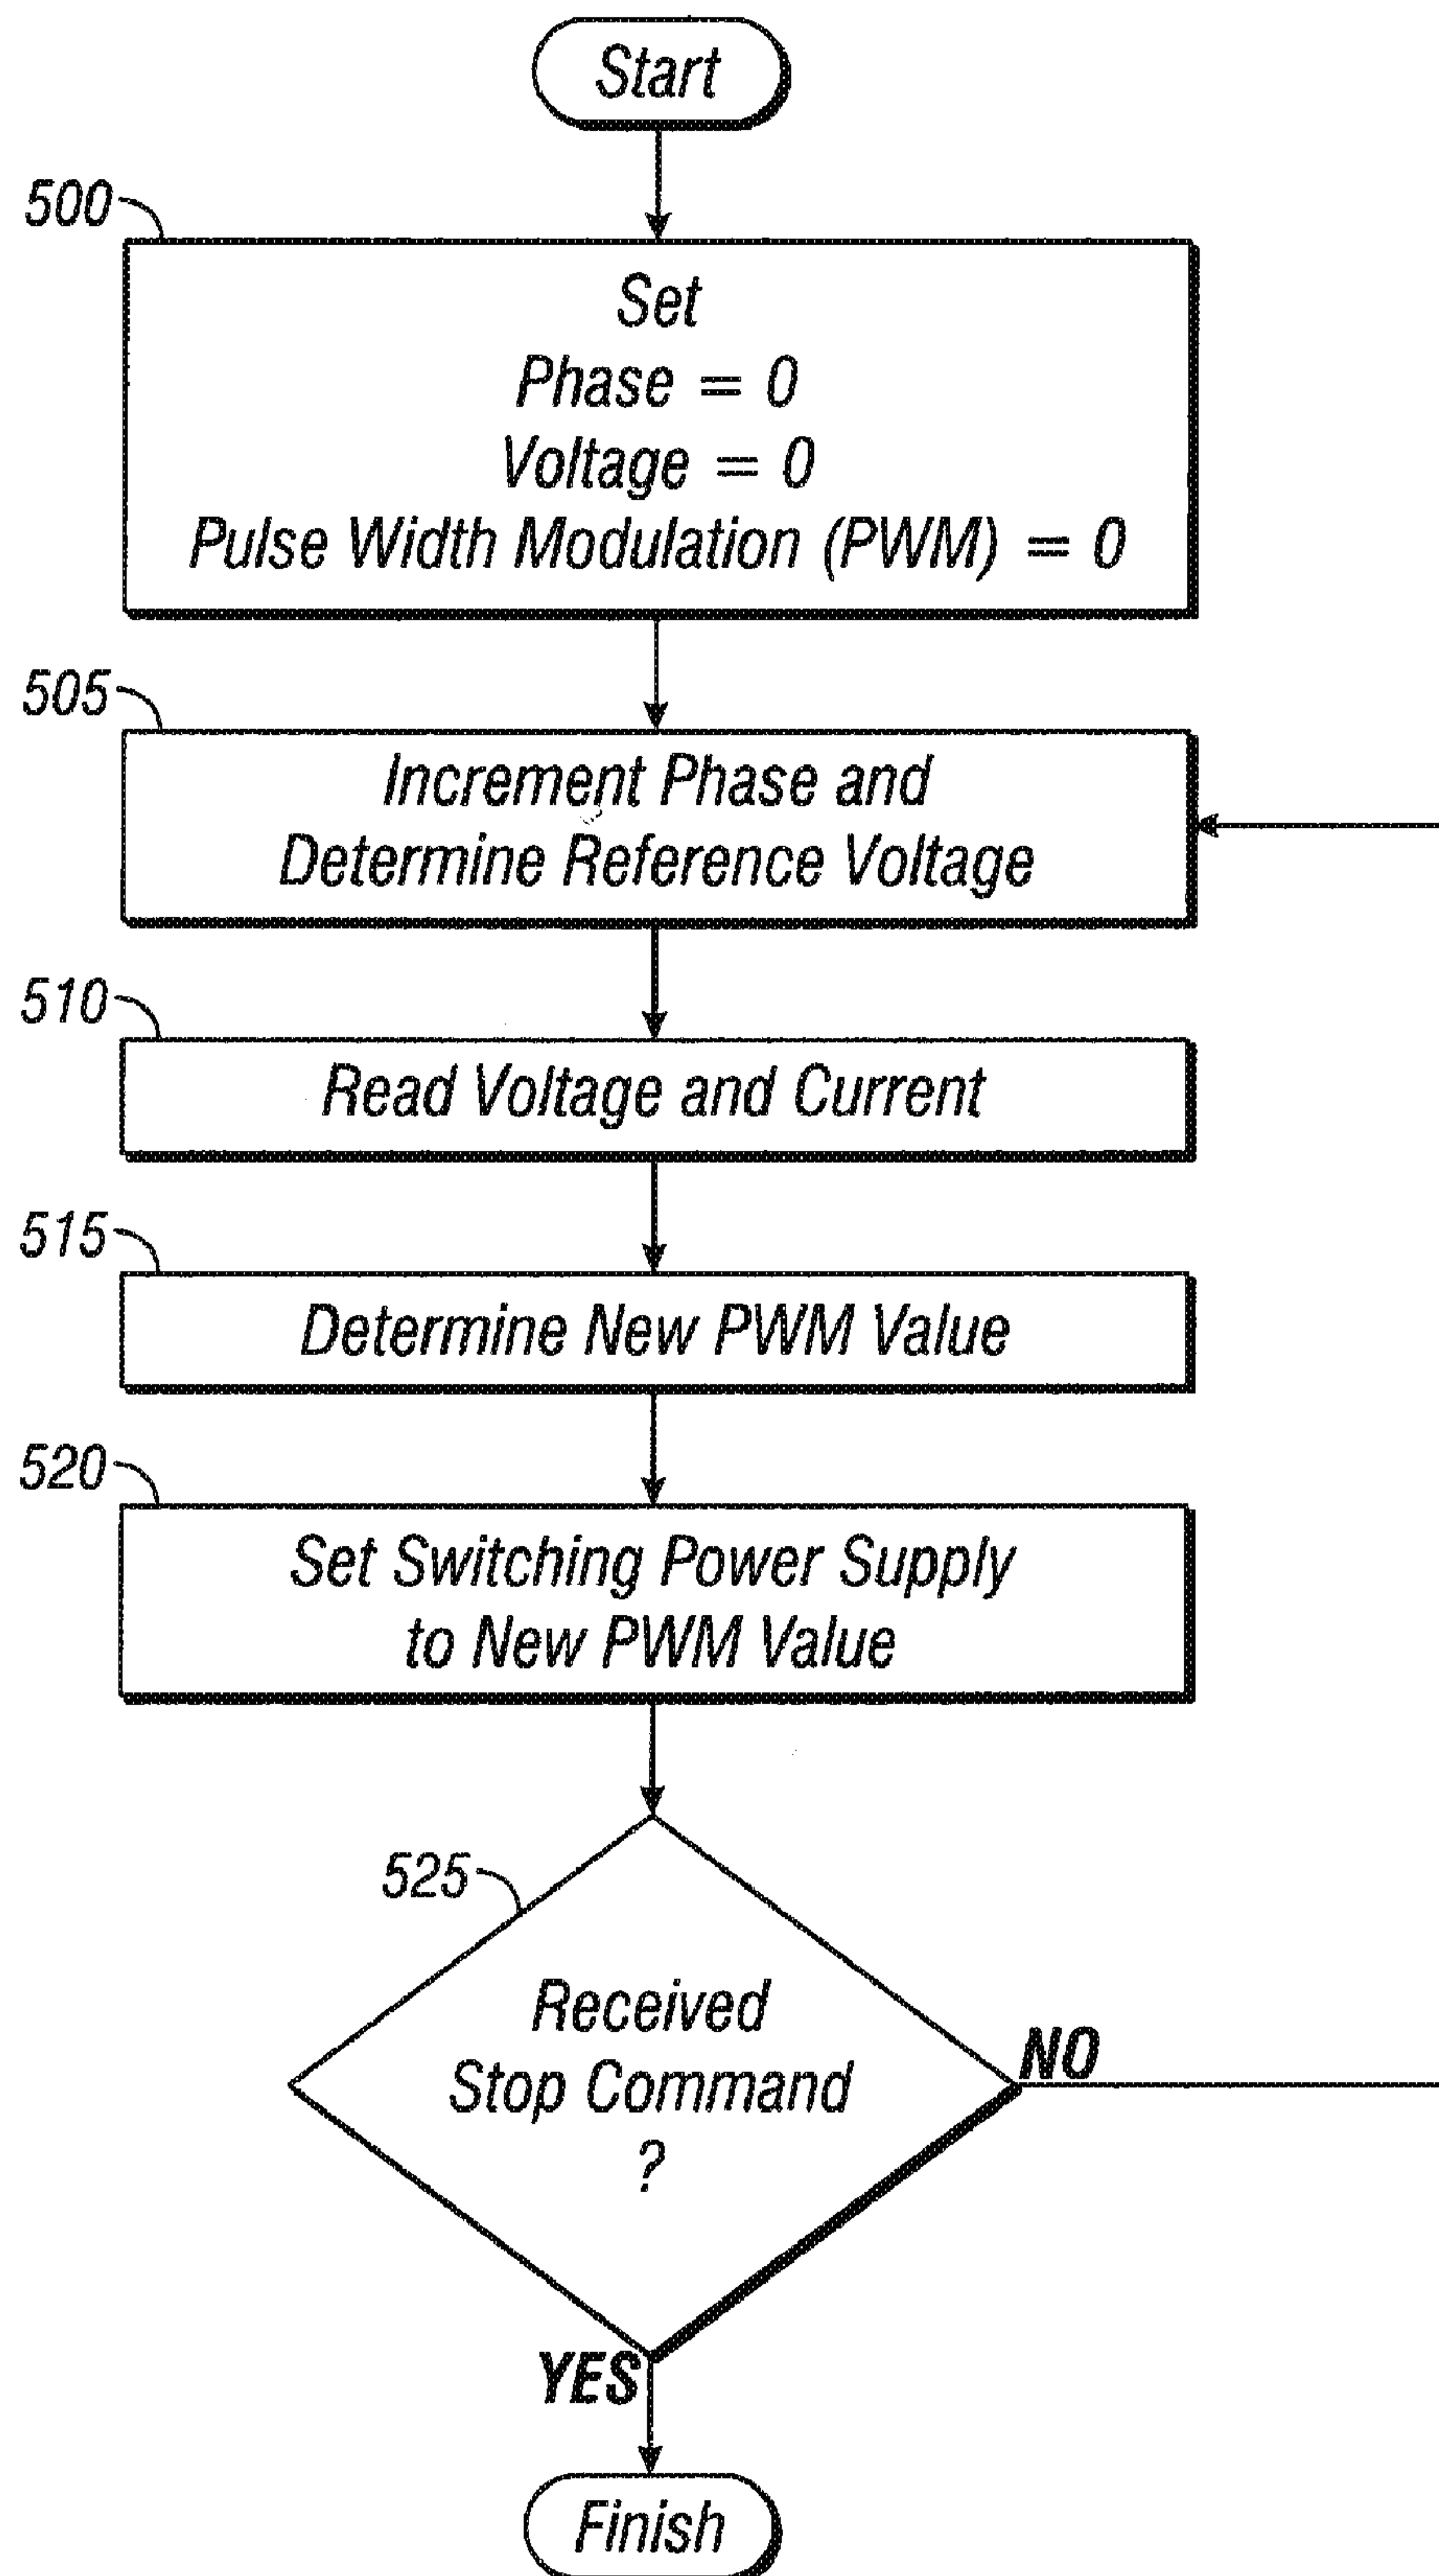 Start
500
Set
Phase = 0
Voltage = 0
Pulse Width Modulation (PWM) = 0
505
Increment Phase and
Determine Reference Voltage
510
Read Voltage and Current
515
Determine New PWM Value
520
Set Switching Power Supply
to New PWM Value
525
Received
Stop Command
?
NO
YES
Finish